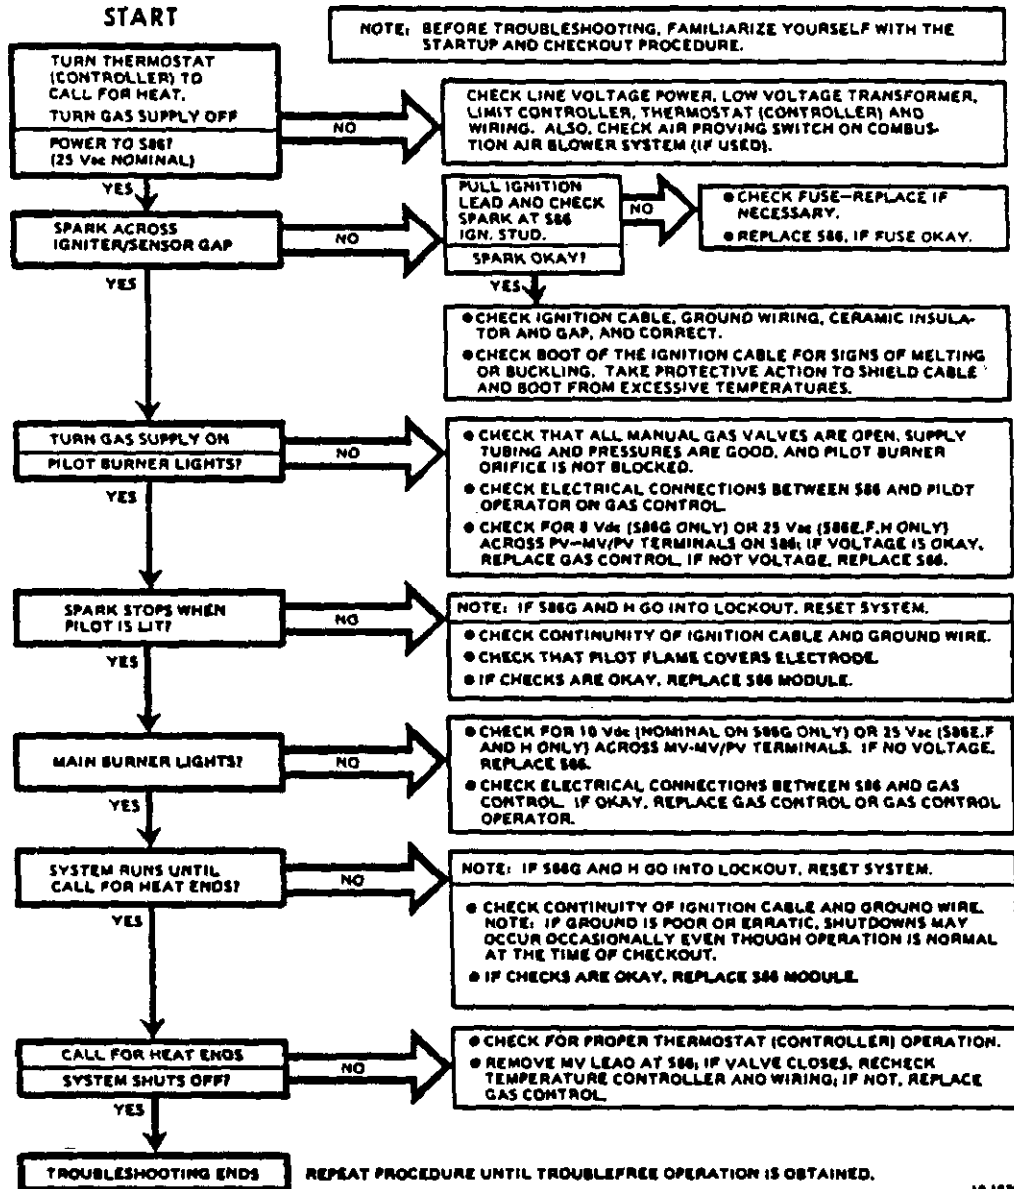 START
NOTE: BEFORE TROUBLESHOOTING, FAMILIARIZE YOURSELF WITH THE
STARTUP AND CHECKOUT PROCEDURE.
TURN THERMOSTAT
(CONTROLLER) TO
CALL FOR HEAT.
TURN GAS SUPPLY OFF
POWER TO S86?
(25 Vac NOMINAL)
NO
CHECK LINE VOLTAGE POWER, LOW VOLTAGE TRANSFORMER,
LIMIT CONTROLLER, THERMOSTAT (CONTROLLER) AND
WIRING. ALSO, CHECK AIR PROVING SWITCH ON COMBUS-
TION AIR BLOWER SYSTEM (IF USED).
YES
SPARK ACROSS
IGNITER/SENSOR GAP
NO
PULL IGNITION
LEAD AND CHECK
SPARK AT S86
IGN. STUD.
SPARK OKAY?
NO
● CHECK FUSE—REPLACE IF
NECESSARY.
● REPLACE S86, IF FUSE OKAY.
YES
YES
● CHECK IGNITION CABLE, GROUND WIRING, CERAMIC INSULA-
TOR AND GAP, AND CORRECT.
● CHECK BOOT OF THE IGNITION CABLE FOR SIGNS OF MELTING
OR BUCKLING. TAKE PROTECTIVE ACTION TO SHIELD CABLE
AND BOOT FROM EXCESSIVE TEMPERATURES.
TURN GAS SUPPLY ON
PILOT BURNER LIGHTS?
NO
● CHECK THAT ALL MANUAL GAS VALVES ARE OPEN, SUPPLY
TUBING AND PRESSURES ARE GOOD, AND PILOT BURNER
ORIFICE IS NOT BLOCKED.
● CHECK ELECTRICAL CONNECTIONS BETWEEN S86 AND PILOT
OPERATOR ON GAS CONTROL.
● CHECK FOR 8 Vdc (S86G ONLY) OR 25 Vac (S86E,F,H ONLY)
ACROSS PV—MV/PV TERMINALS ON S86; IF VOLTAGE IS OKAY,
REPLACE GAS CONTROL, IF NOT VOLTAGE, REPLACE S86.
YES
SPARK STOPS WHEN
PILOT IS LIT?
NO
NOTE: IF S86G AND H GO INTO LOCKOUT, RESET SYSTEM.
● CHECK CONTINUITY OF IGNITION CABLE AND GROUND WIRE.
● CHECK THAT PILOT FLAME COVERS ELECTRODE.
● IF CHECKS ARE OKAY, REPLACE S86 MODULE.
YES
MAIN BURNER LIGHTS?
NO
● CHECK FOR 10 Vdc (NOMINAL ON S86G ONLY) OR 25 Vac (S86E,F
AND H ONLY) ACROSS MV-MV/PV TERMINALS. IF NO VOLTAGE,
REPLACE S86.
● CHECK ELECTRICAL CONNECTIONS BETWEEN S86 AND GAS
CONTROL. IF OKAY, REPLACE GAS CONTROL OR GAS CONTROL
OPERATOR.
YES
SYSTEM RUNS UNTIL
CALL FOR HEAT ENDS?
NO
NOTE: IF S86G AND H GO INTO LOCKOUT, RESET SYSTEM.
● CHECK CONTINUITY OF IGNITION CABLE AND GROUND WIRE.
NOTE: IF GROUND IS POOR OR ERRATIC, SHUTDOWNS MAY
OCCUR OCCASIONALLY EVEN THOUGH OPERATION IS NORMAL
AT THE TIME OF CHECKOUT.
● IF CHECKS ARE OKAY, REPLACE S86 MODULE.
YES
CALL FOR HEAT ENDS
SYSTEM SHUTS OFF?
NO
● CHECK FOR PROPER THERMOSTAT (CONTROLLER) OPERATION.
● REMOVE MV LEAD AT S86; IF VALVE CLOSES, RECHECK
TEMPERATURE CONTROLLER AND WIRING; IF NOT, REPLACE
GAS CONTROL.
YES
TROUBLESHOOTING ENDS
REPEAT PROCEDURE UNTIL TROUBLEFREE OPERATION IS OBTAINED.